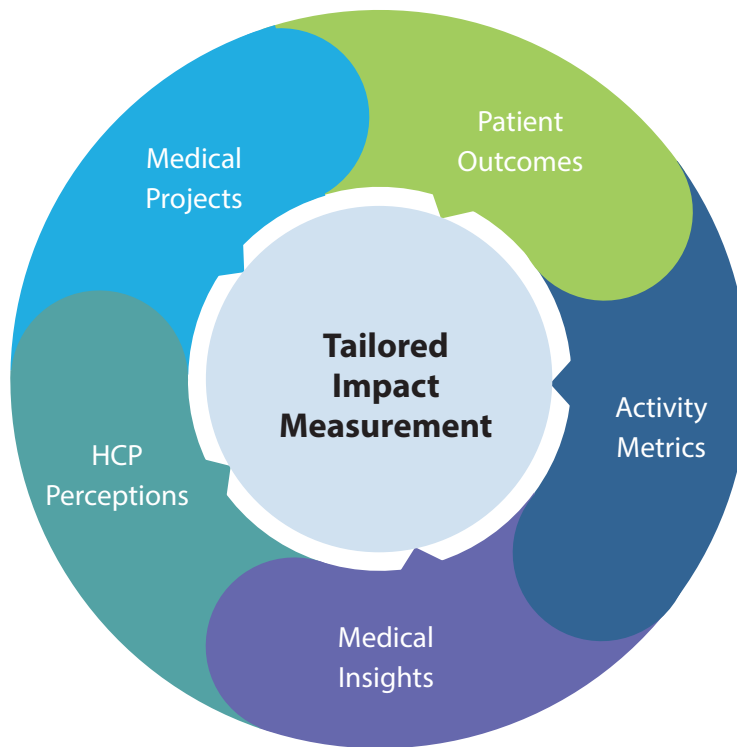 Patient
Outcomes
Medical
Projects
Tailored
Impact
Measurement
Activity
Metrics
HCP
Perceptions
Medical
Insights